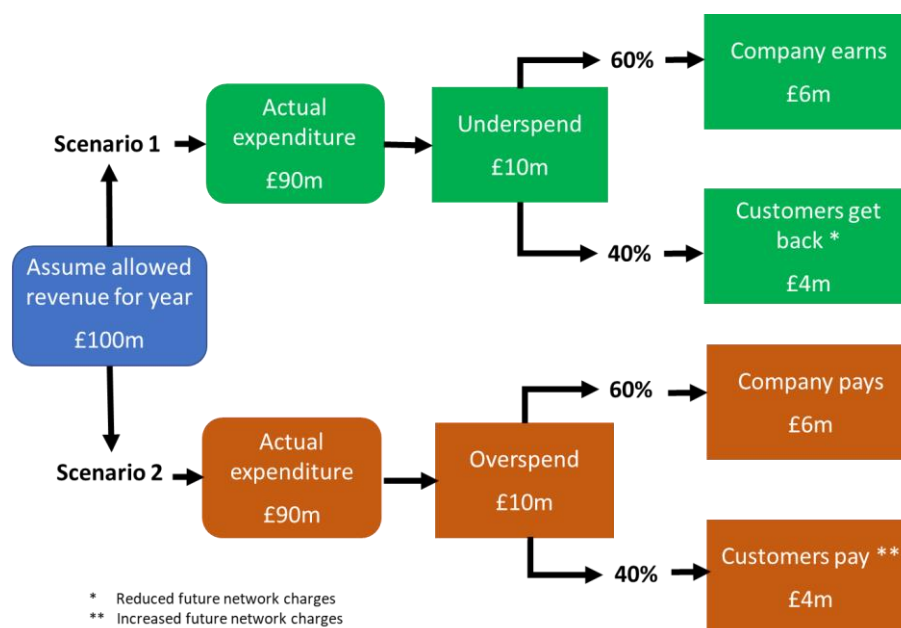 Assume allowed
revenue for year
£100m
Scenario 1
Actual
expenditure
£90m
Underspend
£10m
60%
Company earns
£6m
40%
Customers get
back *
£4m
Scenario 2
Actual
expenditure
£90m
Overspend
£10m
60%
Company pays
£6m
40%
Customers pay **
£4m
* Reduced future network charges
** Increased future network charges